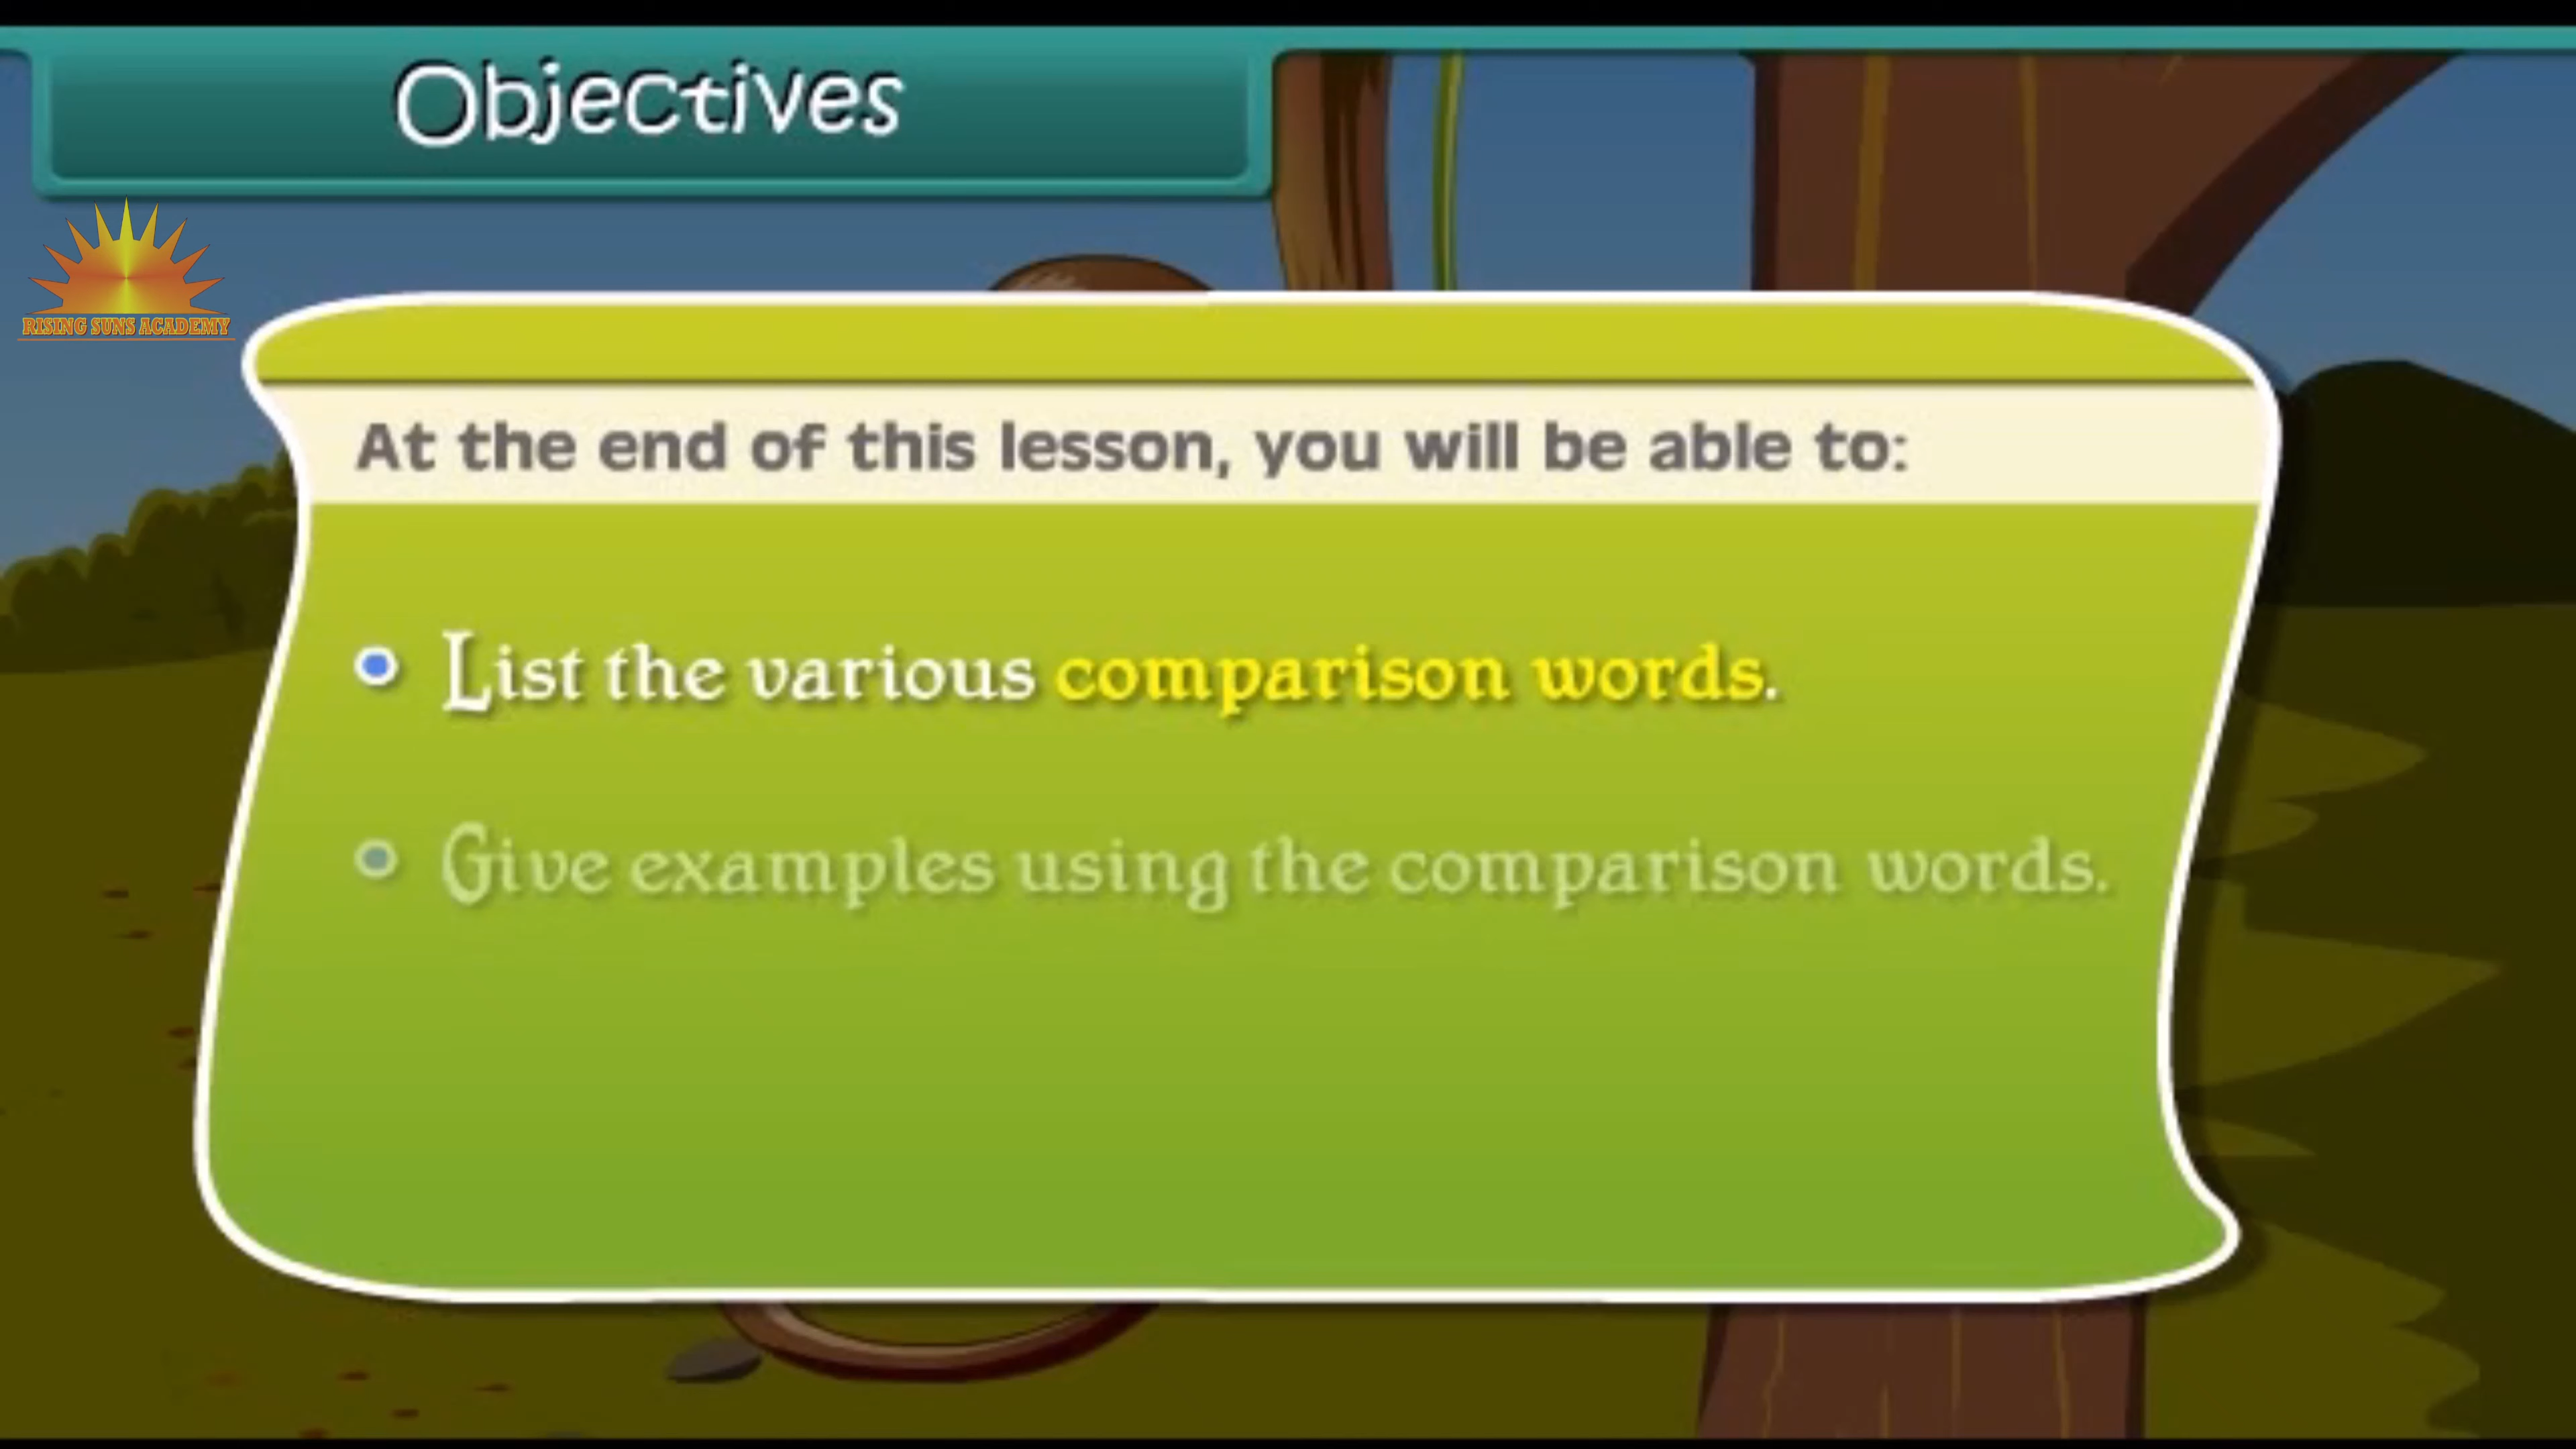 Objectives
RISING SUNS ACADEMY
At the end of this lesson, you will be able to:
List the various comparison words.
Give examples using the comparison words.